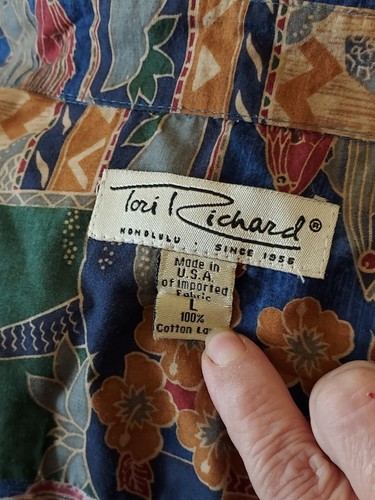 Tori Richard®
HONOLULU . . SINCE 1956
Made in
U.S.A.
of Imported
Fabric
L
100%
Cotton